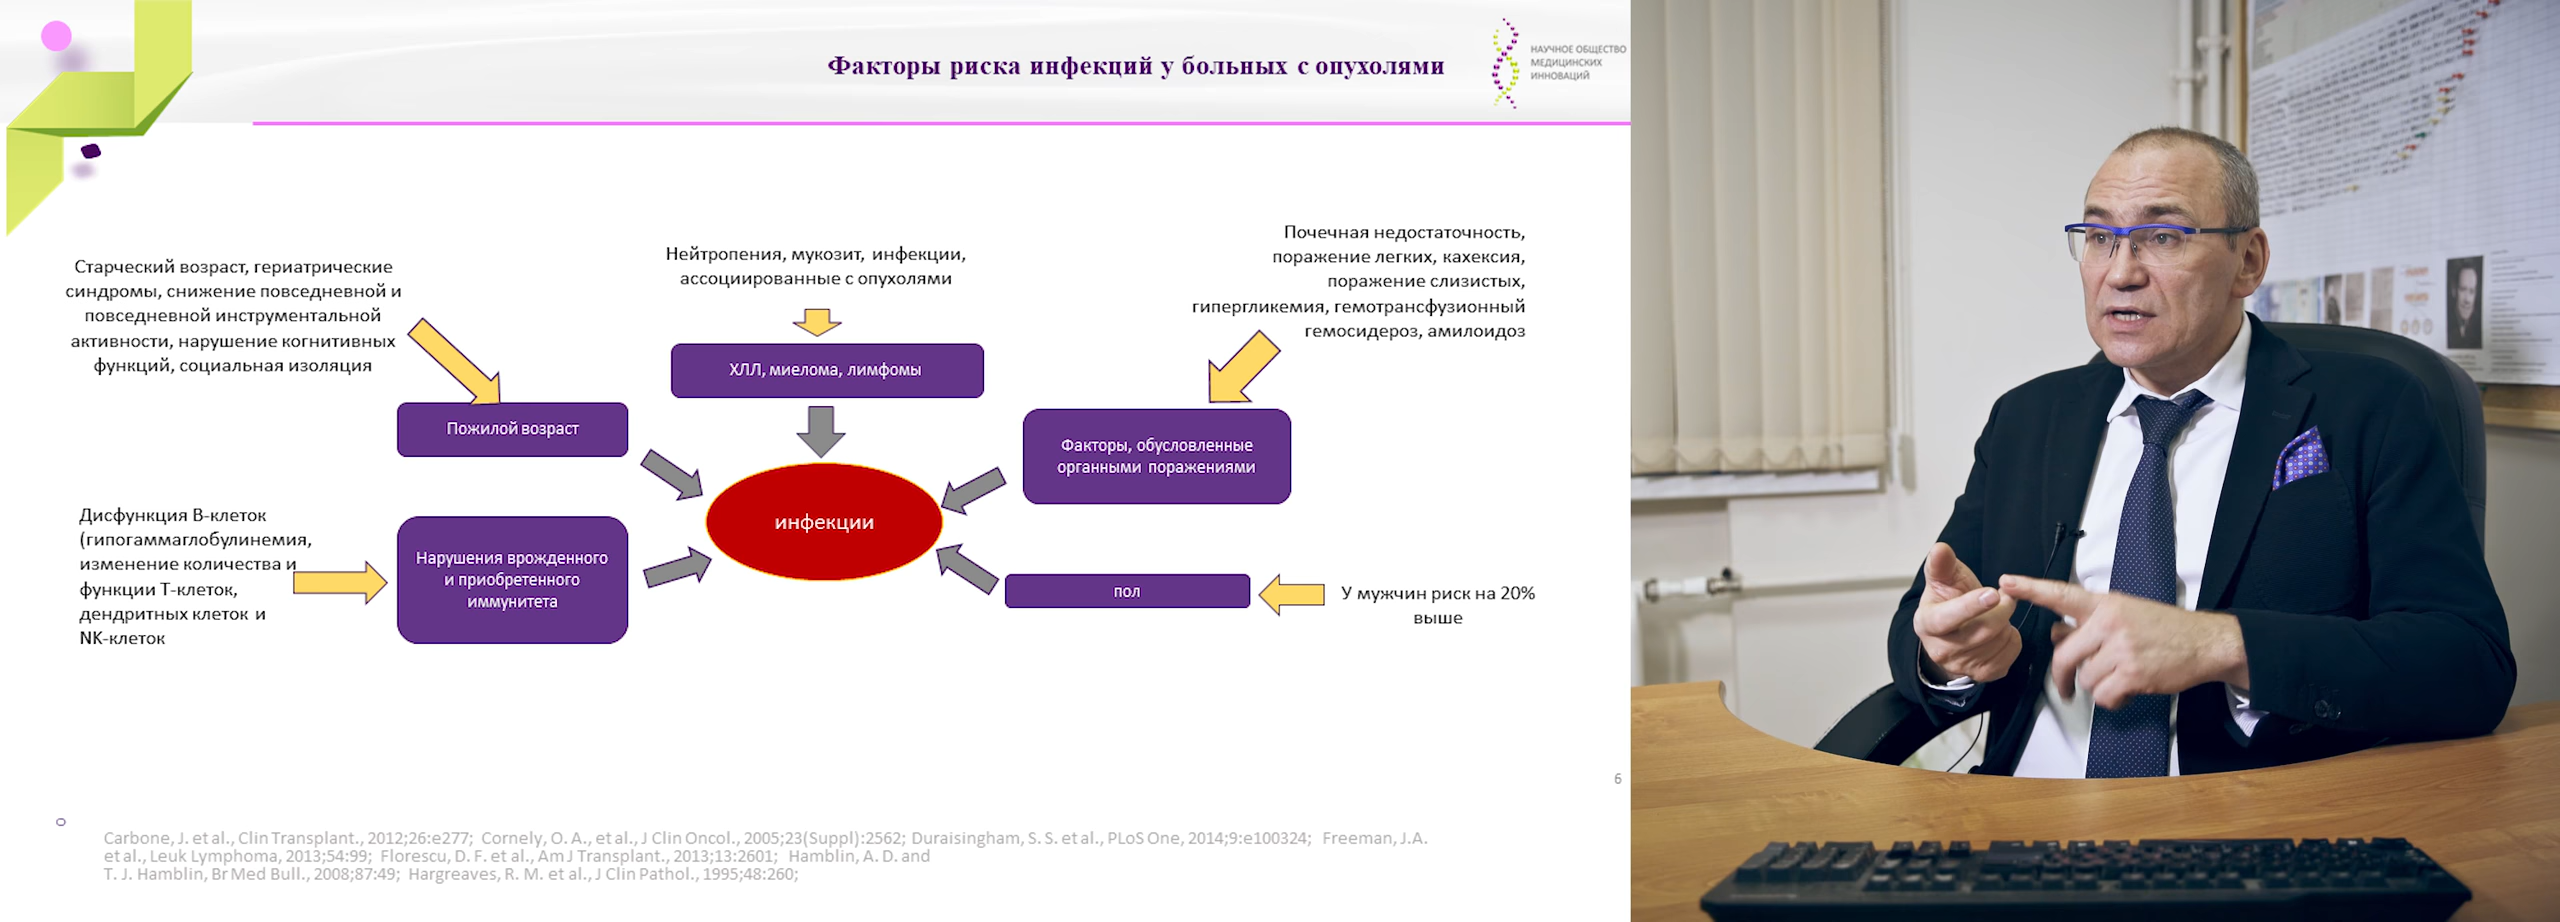 Факторы риска инфекций у больных с опухолями
НАУЧНОЕ ОБЩЕСТВО
МЕДИЦИНСКИХ
ИННОВАЦИЙ
Старческий возраст, гериатрические
синдромы, снижение повседневной и
повседневной инструментальной
активности, нарушение когнитивных
функций, социальная изоляция
Нейтропения, мукозит, инфекции,
ассоциированные с опухолями
Почечная недостаточность,
поражение легких, кахексия,
поражение слизистых,
гипергликемия, гемотрансфузионный
гемосидероз, амилоидоз
ХЛЛ, миелома, лимфомы
Пожилой возраст
Факторы, обусловленные
органными поражениями
инфекции
Дисфункция В-клеток
(гипогаммаглобулинемия,
изменение количества и
функции Т-клеток,
дендритных клеток и
NK-клеток
Нарушения врожденного
и приобретенного
иммунитета
пол
У мужчин риск на 20%
выше
6
Carbone, J. et al., Clin Transplant., 2012;26:e277; Cornely, O. A., et al., J Clin Oncol., 2005;23(Suppl):2562; Duraisingham, S. S. et al., PLoS One, 2014;9:e100324; Freeman, J.A.
et al., Leuk Lymphoma, 2013;54:99; Florescu, D. F. et al., Am J Transplant., 2013;13:2601; Hamblin, A. D. and
T. J. Hamblin, Br Med Bull., 2008;87:49; Hargreaves, R. M. et al., J Clin Pathol., 1995;48:260;